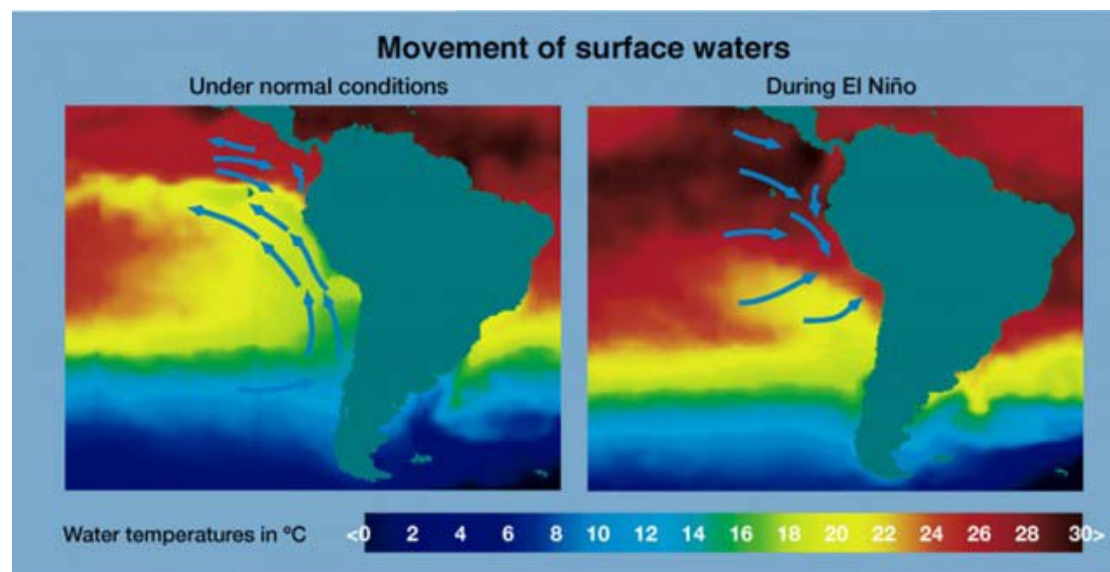 Movement of surface waters
Under normal conditions
During El Niño
Water temperatures in ºC
<0 2 4 6 8 10 12 14 16 18 20 22 24 26 28 30>